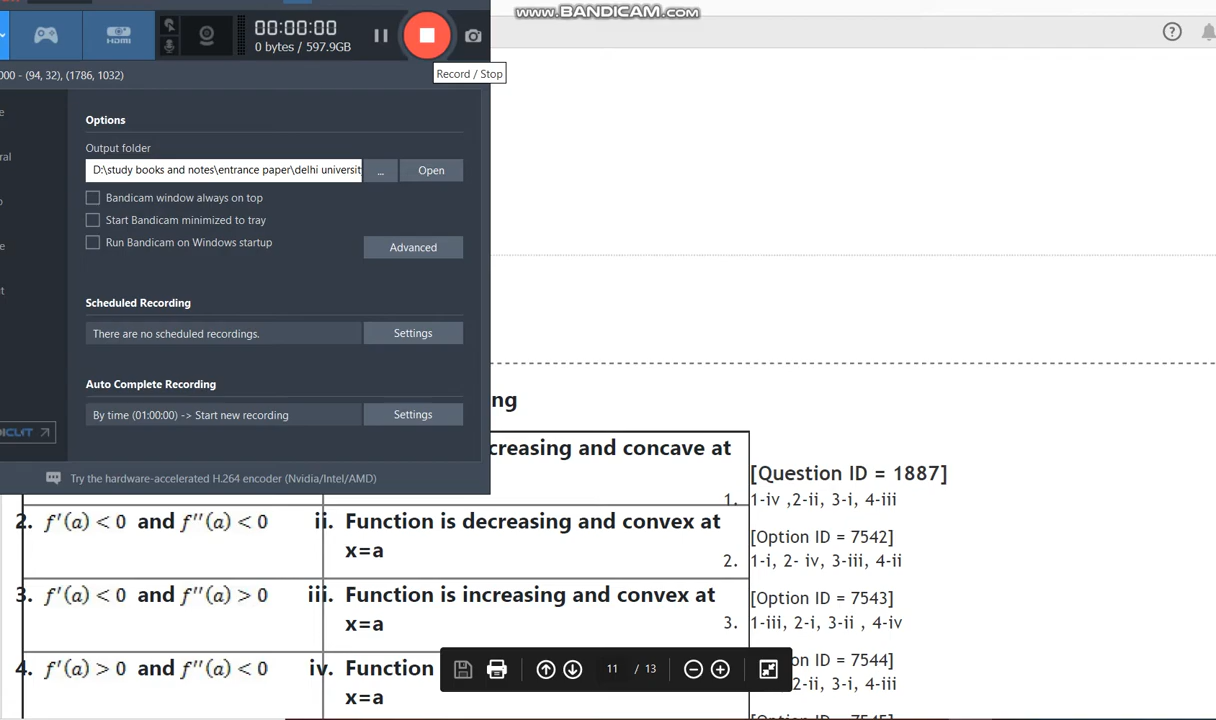 www.BANDICAM.com
00:00:00
0 bytes / 597.9GB
HDMI
Record / Stop
000 - (94, 32), (1786, 1032)
Options
Output folder
D:\study books and notes\entrance paper\delhi universit
...
Open
Bandicam window always on top
Start Bandicam minimized to tray
Run Bandicam on Windows startup
Advanced
Scheduled Recording
There are no scheduled recordings.
Settings
Auto Complete Recording
By time (01:00:00) -> Start new recording
Settings
Try the hardware-accelerated H.264 encoder (Nvidia/Intel/AMD)
ng
creasing and concave at
2. f'(a) < 0 and f''(a) < 0 ii. Function is decreasing and convex at
x=a
3. f'(a) < 0 and f''(a) > 0 iii. Function is increasing and convex at
x=a
4. f'(a) > 0 and f''(a) < 0 iv. Function
x=a
[Question ID = 1887]
1. 1-iv ,2-ii, 3-i, 4-iii
[Option ID = 7542]
2. 1-i, 2- iv, 3-iii, 4-ii
[Option ID = 7543]
3. 1-iii, 2-i, 3-ii , 4-iv
on ID = 7544]
2-ii, 3-i, 4-iii
11 / 13